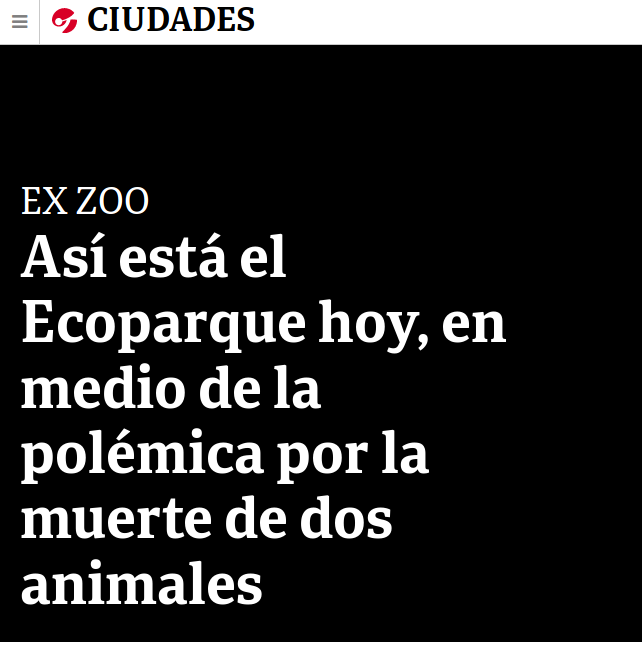 CIUDADES
EX ZOO
Así está el
Ecoparque hoy, en
medio de la
polémica por la
muerte de dos
animales